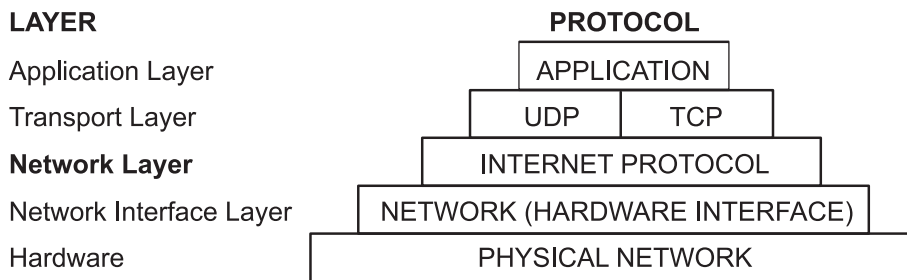 LAYER PROTOCOL
Application Layer APPLICATION
Transport Layer UDP TCP
Network Layer INTERNET PROTOCOL
Network Interface Layer NETWORK (HARDWARE INTERFACE)
Hardware PHYSICAL NETWORK